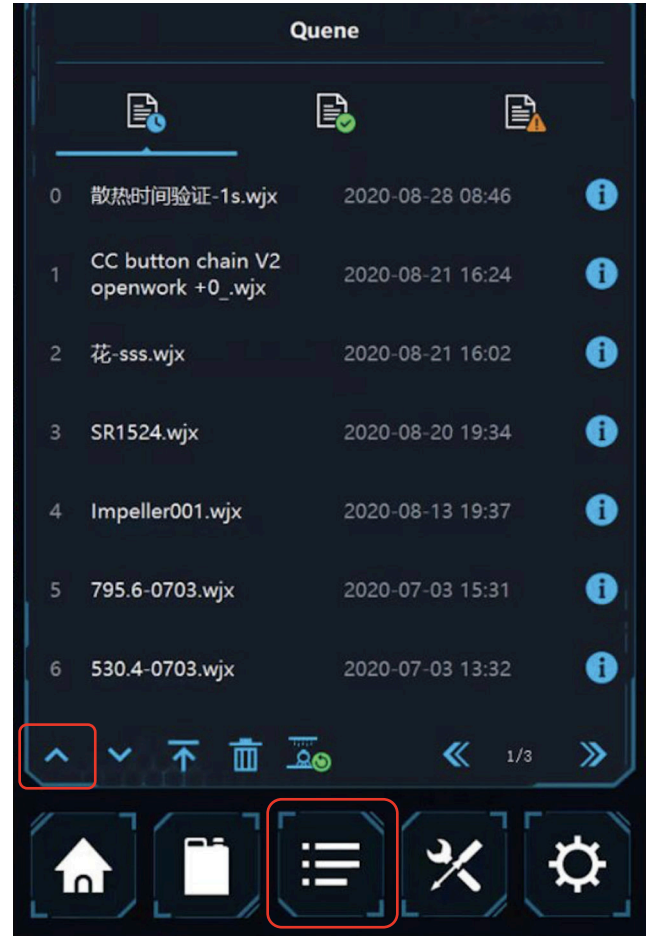 Quene
0 散热时间验证-1s.wjx 2020-08-28 08:46
1 CC button chain V2
openwork +0_.wjx 2020-08-21 16:24
2 花-sss.wjx 2020-08-21 16:02
3 SR1524.wjx 2020-08-20 19:34
4 Impeller001.wjx 2020-08-13 19:37
5 795.6-0703.wjx 2020-07-03 15:31
6 530.4-0703.wjx 2020-07-03 13:32
1/3